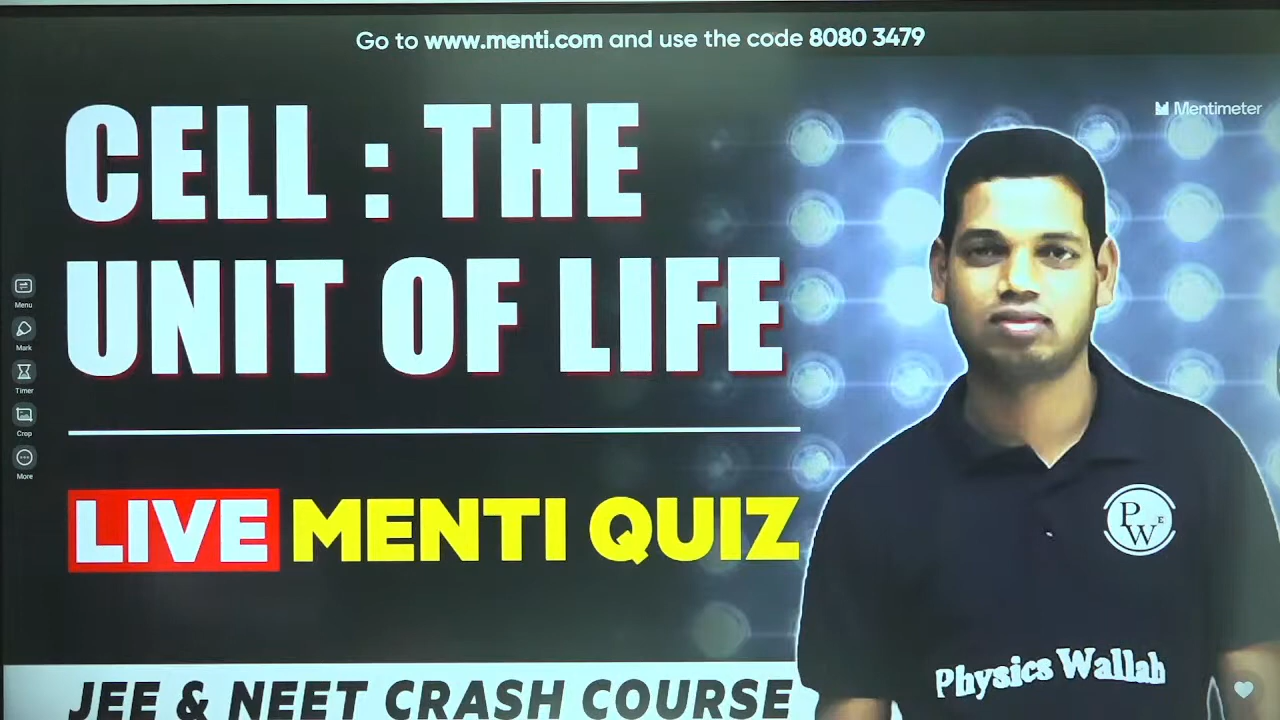 Go to www.menti.com and use the code 8080 3479
Mentimeter
CELL : THE
UNIT OF LIFE
Menu
Mark
Timer
Crop
More
LIVE MENTI QUIZ
PW E
Physics Wallah
JEE & NEET CRASH COURSE